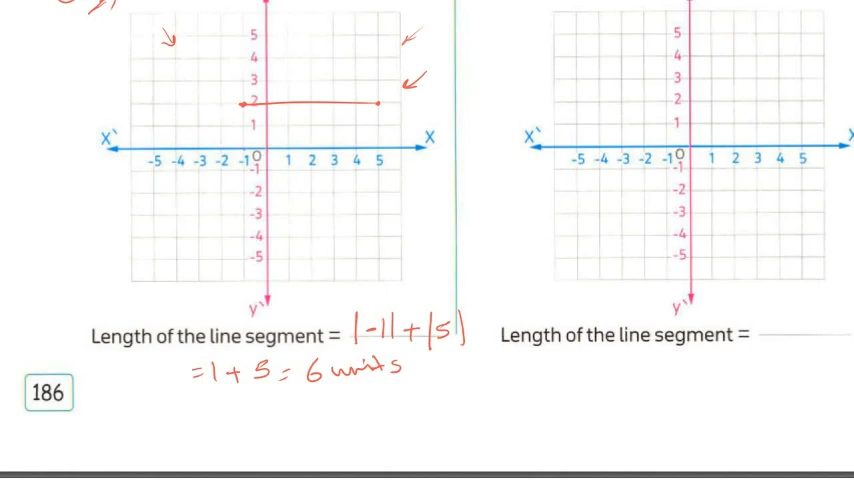 5 5
4 4
3 3
2 2
1 1
X` X X` X
-5 -4 -3 -2 -1 O 1 2 3 4 5 -5 -4 -3 -2 -1 O 1 2 3 4 5
-1 -1
-2 -2
-3 -3
-4 -4
-5 -5
y` y`
Length of the line segment = |-1| + |5| Length of the line segment =
= 1 + 5 = 6 units
186